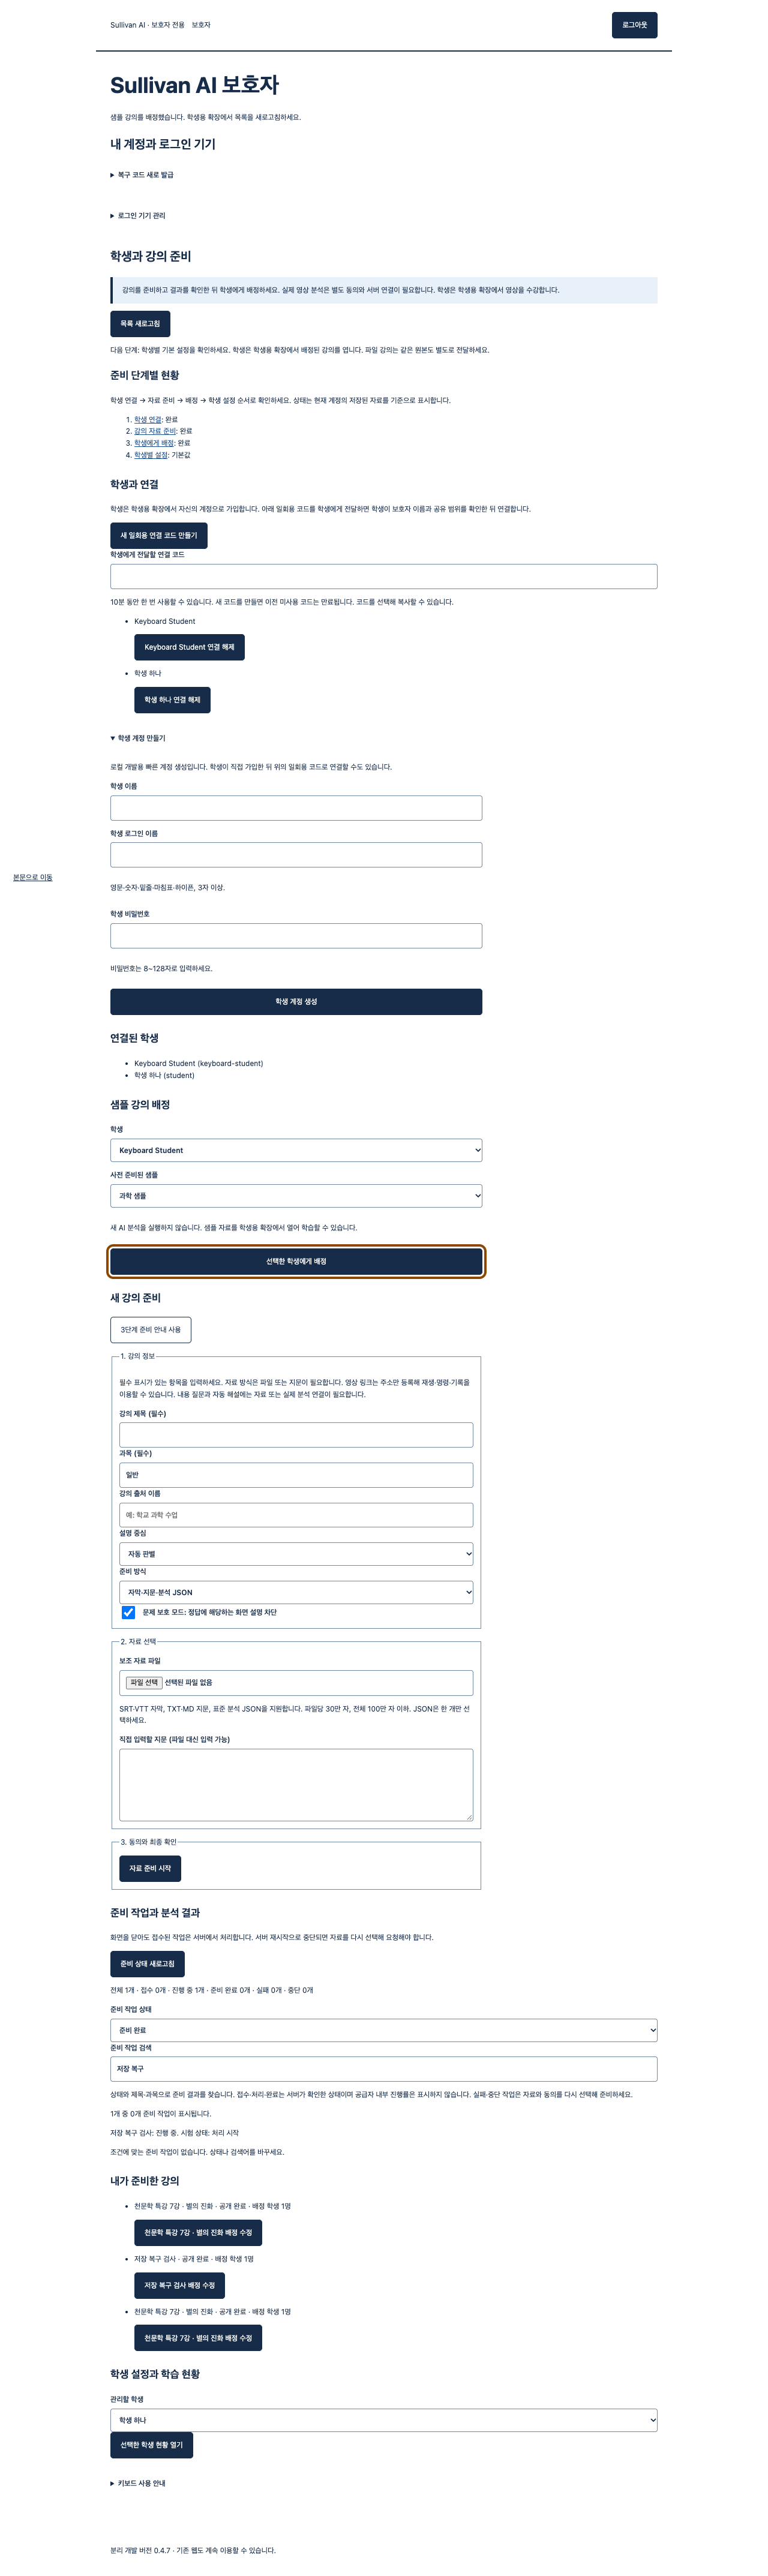 Sullivan AI · 보호자 전용 보호자
로그아웃
Sullivan AI 보호자
샘플 강의를 배정했습니다. 학생용 확장에서 목록을 새로고침하세요.
내 계정과 로그인 기기
▶ 복구 코드 새로 발급
▶ 로그인 기기 관리
학생과 강의 준비
강의를 준비하고 결과를 확인한 뒤 학생에게 배정하세요. 실제 영상 분석은 별도 동의와 서버 연결이 필요합니다. 학생은 학생용 확장에서 영상을 수강합니다.
목록 새로고침
다음 단계: 학생별 기본 설정을 확인하세요. 학생은 학생용 확장에서 배정된 강의를 엽니다. 파일 강의는 같은 원본도 별도로 전달하세요.
준비 단계별 현황
학생 연결 → 자료 준비 → 배정 → 학생 설정 순서로 확인하세요. 상태는 현재 계정의 저장된 자료를 기준으로 표시합니다.
1. 학생 연결: 완료
2. 강의 자료 준비: 완료
3. 학생에게 배정: 완료
4. 학생별 설정: 기본값
학생과 연결
학생은 학생용 확장에서 자신의 계정으로 가입합니다. 아래 일회용 코드를 학생에게 전달하면 학생이 보호자 이름과 공유 범위를 확인한 뒤 연결합니다.
새 일회용 연결 코드 만들기
학생에게 전달할 연결 코드
10분 동안 한 번 사용할 수 있습니다. 새 코드를 만들면 이전 미사용 코드는 만료됩니다. 코드를 선택해 복사할 수 있습니다.
• Keyboard Student
Keyboard Student 연결 해제
• 학생 하나
학생 하나 연결 해제
▼ 학생 계정 만들기
로컬 개발용 빠른 계정 생성입니다. 학생이 직접 가입한 뒤 위의 일회용 코드로 연결할 수도 있습니다.
학생 이름
학생 로그인 이름
본문으로 이동
영문·숫자·밑줄·마침표·하이픈, 3자 이상.
학생 비밀번호
비밀번호는 8~128자로 입력하세요.
학생 계정 생성
연결된 학생
• Keyboard Student (keyboard-student)
• 학생 하나 (student)
샘플 강의 배정
학생
Keyboard Student
사전 준비된 샘플
과학 샘플
새 AI 분석을 실행하지 않습니다. 샘플 자료를 학생용 확장에서 열어 학습할 수 있습니다.
선택한 학생에게 배정
새 강의 준비
3단계 준비 안내 사용
1. 강의 정보
필수 표시가 있는 항목을 입력하세요. 자료 방식은 파일 또는 지문이 필요합니다. 영상 링크는 주소만 등록해 재생·명령·기록을
이용할 수 있습니다. 내용 질문과 자동 해설에는 자료 또는 실제 분석 연결이 필요합니다.
강의 제목 (필수)
과목 (필수)
일반
강의 출처 이름
예: 학교 과학 수업
설명 중심
자동 판별
준비 방식
자막·지문·분석 JSON
문제 보호 모드: 정답에 해당하는 화면 설명 차단
2. 자료 선택
보조 자료 파일
파일 선택 선택된 파일 없음
SRT·VTT 자막, TXT·MD 지문, 표준 분석 JSON을 지원합니다. 파일당 30만 자, 전체 100만 자 이하. JSON은 한 개만 선
택하세요.
직접 입력할 지문 (파일 대신 입력 가능)
3. 동의와 최종 확인
자료 준비 시작
준비 작업과 분석 결과
화면을 닫아도 접수된 작업은 서버에서 처리합니다. 서버 재시작으로 중단되면 자료를 다시 선택해 요청해야 합니다.
준비 상태 새로고침
전체 1개 · 접수 0개 · 진행 중 1개 · 준비 완료 0개 · 실패 0개 · 중단 0개
준비 작업 상태
준비 완료
준비 작업 검색
저장 복구
상태와 제목·과목으로 준비 결과를 찾습니다. 접수·처리·완료는 서버가 확인한 상태이며 공급자 내부 진행률은 표시하지 않습니다. 실패·중단 작업은 자료와 동의를 다시 선택해 준비하세요.
1개 중 0개 준비 작업이 표시됩니다.
저장 복구 검사: 진행 중. 시험 상태: 처리 시작
조건에 맞는 준비 작업이 없습니다. 상태나 검색어를 바꾸세요.
내가 준비한 강의
• 천문학 특강 7강 · 별의 진화 · 공개 완료 · 배정 학생 1명
천문학 특강 7강 · 별의 진화 배정 수정
• 저장 복구 검사 · 공개 완료 · 배정 학생 1명
저장 복구 검사 배정 수정
• 천문학 특강 7강 · 별의 진화 · 공개 완료 · 배정 학생 1명
천문학 특강 7강 · 별의 진화 배정 수정
학생 설정과 학습 현황
관리할 학생
학생 하나
선택한 학생 현황 열기
▶ 키보드 사용 안내
분리 개발 버전 0.4.7 · 기존 웹도 계속 이용할 수 있습니다.